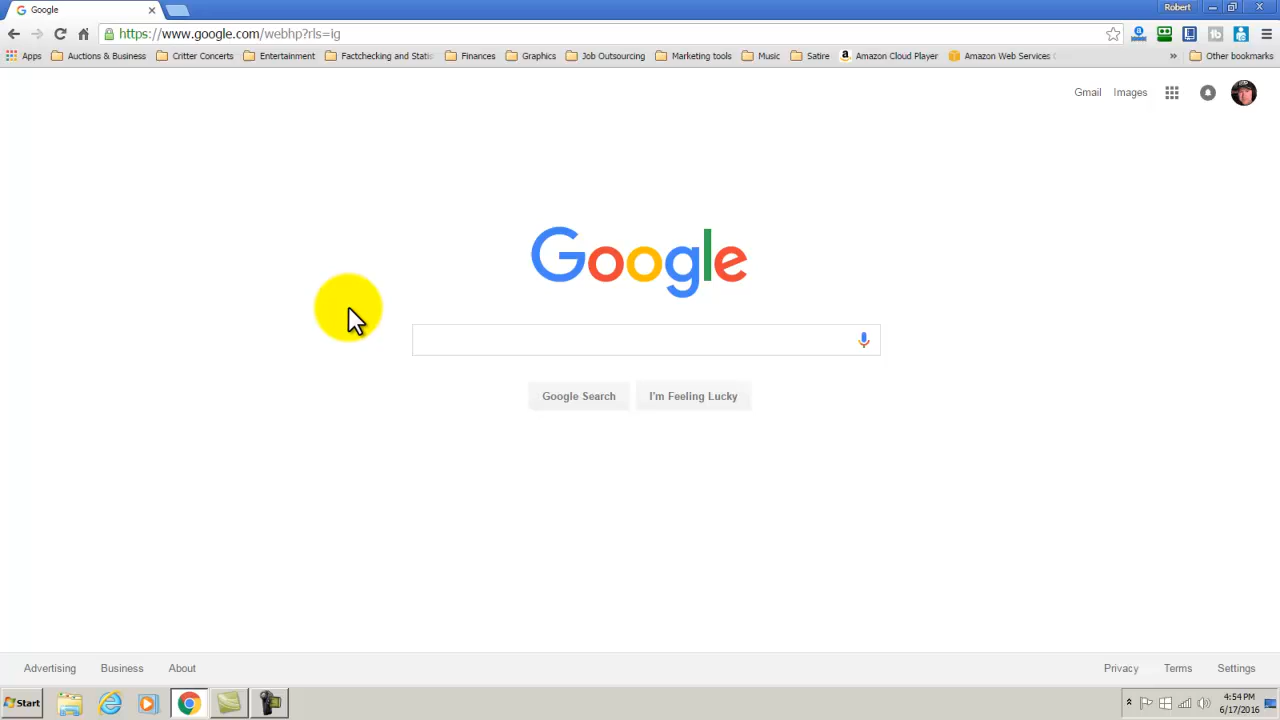 Google
Robert
https://www.google.com/webhp?rls=ig
Apps Auctions & Business Critter Concerts Entertainment Factchecking and Statis Finances Graphics Job Outsourcing Marketing tools Music Satire Amazon Cloud Player Amazon Web Services » Other bookmarks
Gmail Images
Google
Google Search I'm Feeling Lucky
Advertising Business About Privacy Terms Settings
Start
4:54 PM
6/17/2016